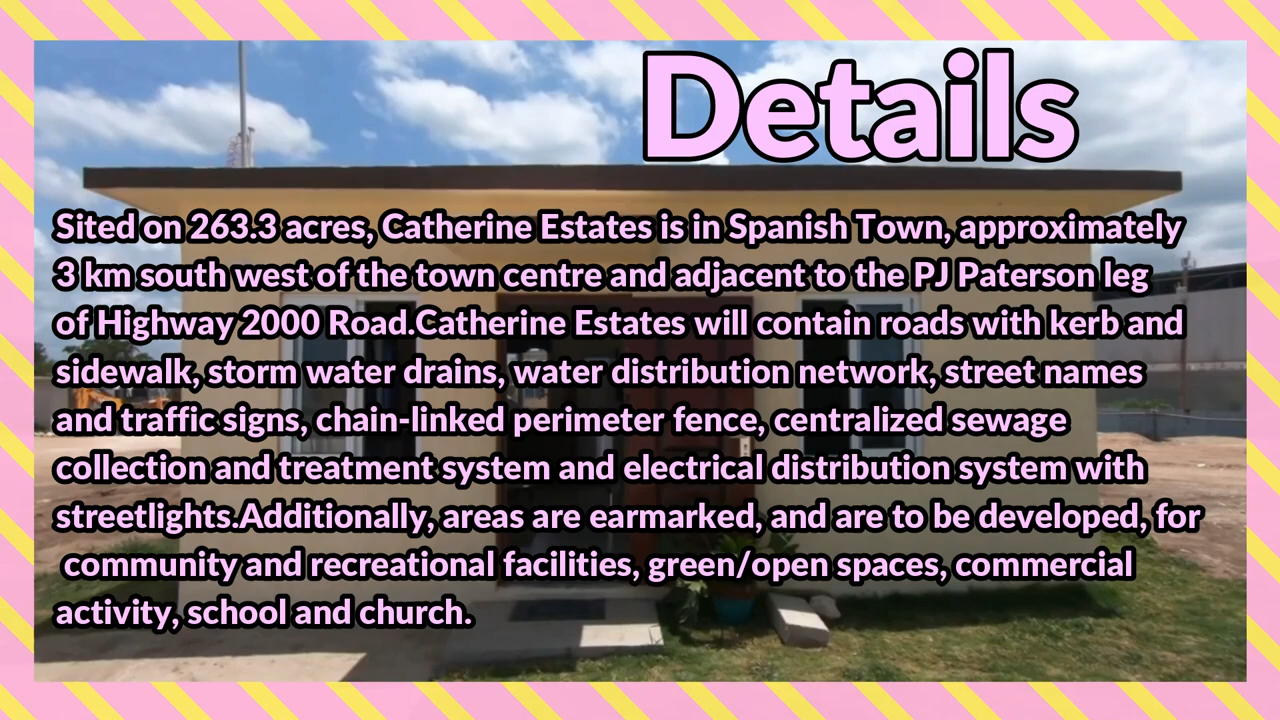 Details
Sited on 263.3 acres, Catherine Estates is in Spanish Town, approximately
3 km south west of the town centre and adjacent to the PJ Paterson leg
of Highway 2000 Road.Catherine Estates will contain roads with kerb and
sidewalk, storm water drains, water distribution network, street names
and traffic signs, chain-linked perimeter fence, centralized sewage
collection and treatment system and electrical distribution system with
streetlights.Additionally, areas are earmarked, and are to be developed, for
community and recreational facilities, green/open spaces, commercial
activity, school and church.